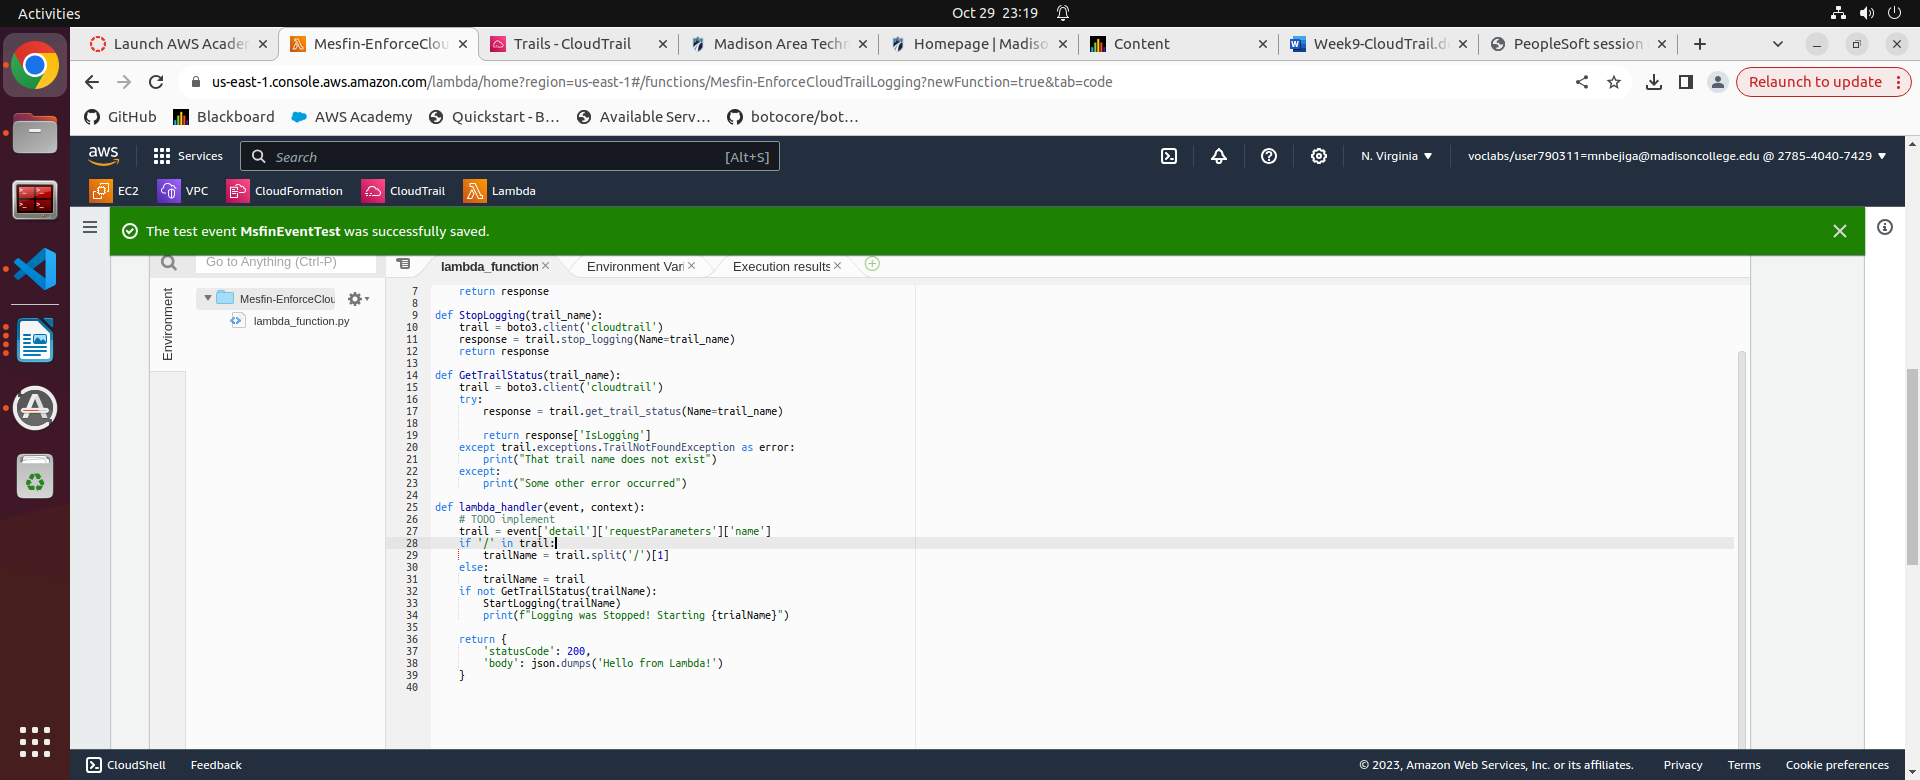 Activities
Oct 29 23:19
Launch AWS Acader
Mesfin-EnforceClou
Trails - CloudTrail
Madison Area Techn
Homepage | Madiso
Content
Week9-CloudTrail.d
PeopleSoft session
us-east-1.console.aws.amazon.com/lambda/home?region=us-east-1#/functions/Mesfin-EnforceCloudTrailLogging?newFunction=true&tab=code
Relaunch to update
GitHub
Blackboard
AWS Academy
Quickstart - B...
Available Serv...
botocore/bot...
aws
Services
Search
[Alt+S]
N. Virginia
voclabs/user790311=mnbejiga@madisoncollege.edu @ 2785-4040-7429
EC2
VPC
CloudFormation
CloudTrail
Lambda
The test event MsfinEventTest was successfully saved.
Go to Anything (Ctrl-P)
lambda_function
Environment Vari
Execution results
Environment
Mesfin-EnforceClou
lambda_function.py
7 return response
8
9 def StopLogging(trail_name):
10 trail = boto3.client('cloudtrail')
11 response = trail.stop_logging(Name=trail_name)
12 return response
13
14 def GetTrailStatus(trail_name):
15 trail = boto3.client('cloudtrail')
16 try:
17 response = trail.get_trail_status(Name=trail_name)
18
19 return response['IsLogging']
20 except trail.exceptions.TrailNotFoundException as error:
21 print("That trail name does not exist")
22 except:
23 print("Some other error occurred")
24
25 def lambda_handler(event, context):
26 # TODO implement
27 trail = event['detail']['requestParameters']['name']
28 if '/' in trail:
29 trailName = trail.split('/')[1]
30 else:
31 trailName = trail
32 if not GetTrailStatus(trailName):
33 StartLogging(trailName)
34 print(f"Logging was Stopped! Starting {trialName}")
35
36 return {
37 'statusCode': 200,
38 'body': json.dumps('Hello from Lambda!')
39 }
40
CloudShell
Feedback
© 2023, Amazon Web Services, Inc. or its affiliates.
Privacy
Terms
Cookie preferences